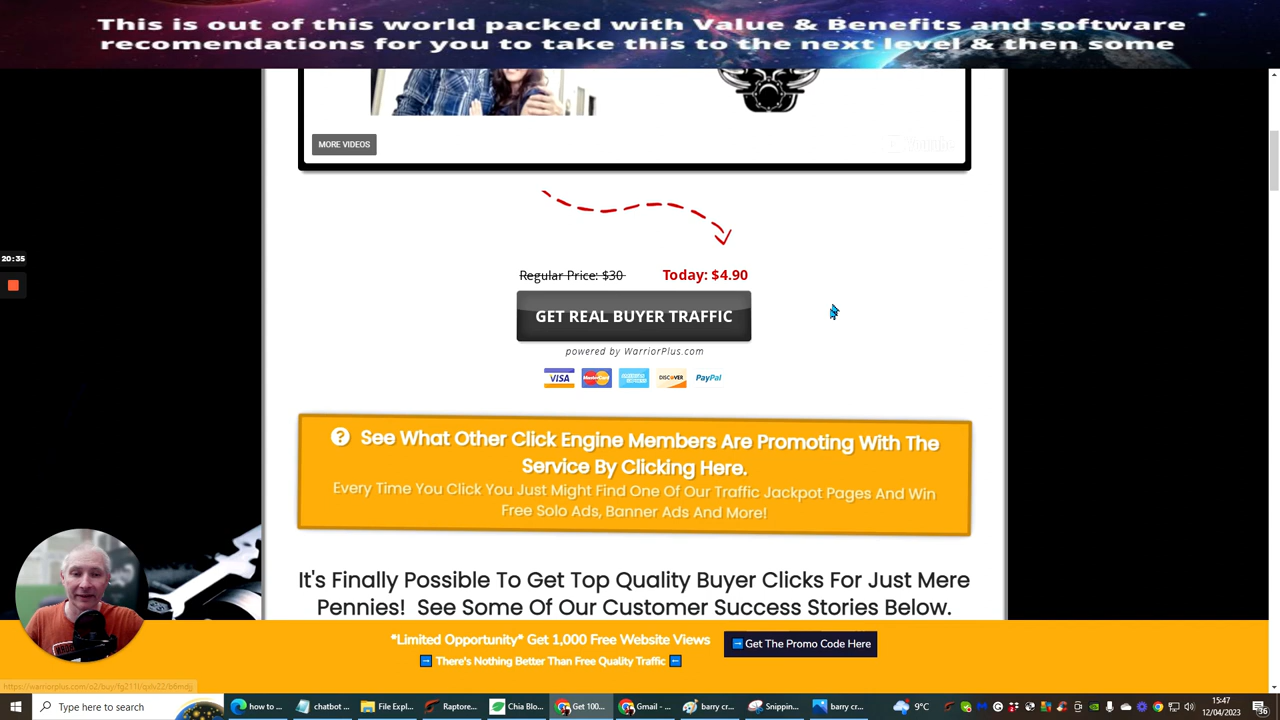 This is out of this world packed with Value & Benefits and software
recomendations for you to take this to the next level & then some
MORE VIDEOS
20:35
Regular Price: $30 Today: $4.90
GET REAL BUYER TRAFFIC
powered by WarriorPlus.com
VISA MasterCard AMERICAN EXPRESS DISCOVER PayPal
See What Other Click Engine Members Are Promoting With The
Service By Clicking Here.
Every Time You Click You Just Might Find One Of Our Traffic Jackpot Pages And Win
Free Solo Ads, Banner Ads And More!
It's Finally Possible To Get Top Quality Buyer Clicks For Just Mere
Pennies! See Some Of Our Customer Success Stories Below.
*Limited Opportunity* Get 1,000 Free Website Views
Get The Promo Code Here
There's Nothing Better Than Free Quality Traffic
Type here to search
how to ...
chatbot ...
File Expl...
Raptore...
Chia Blo...
Get 100...
Gmail - ...
barry cr...
Snippin...
barry cr...
9°C
15:47
12/04/2023